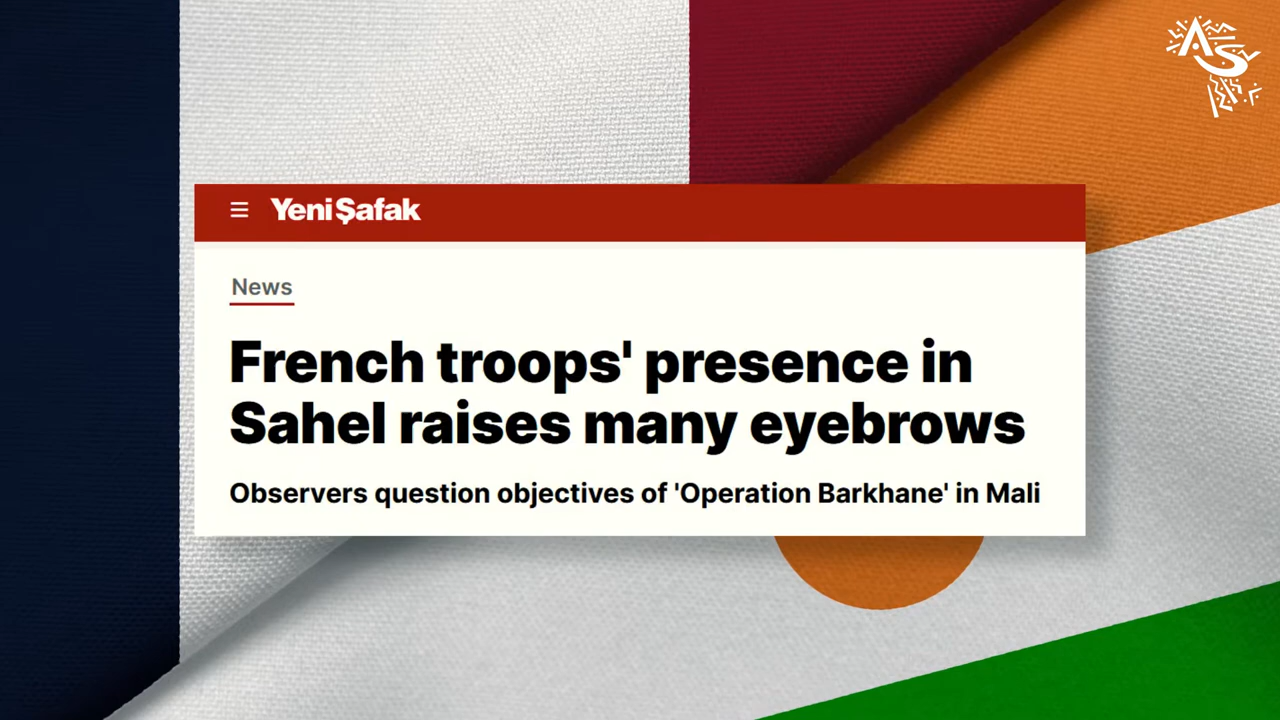 AS
Yeni Şafak
News
French troops' presence in
Sahel raises many eyebrows
Observers question objectives of 'Operation Barkhane' in Mali